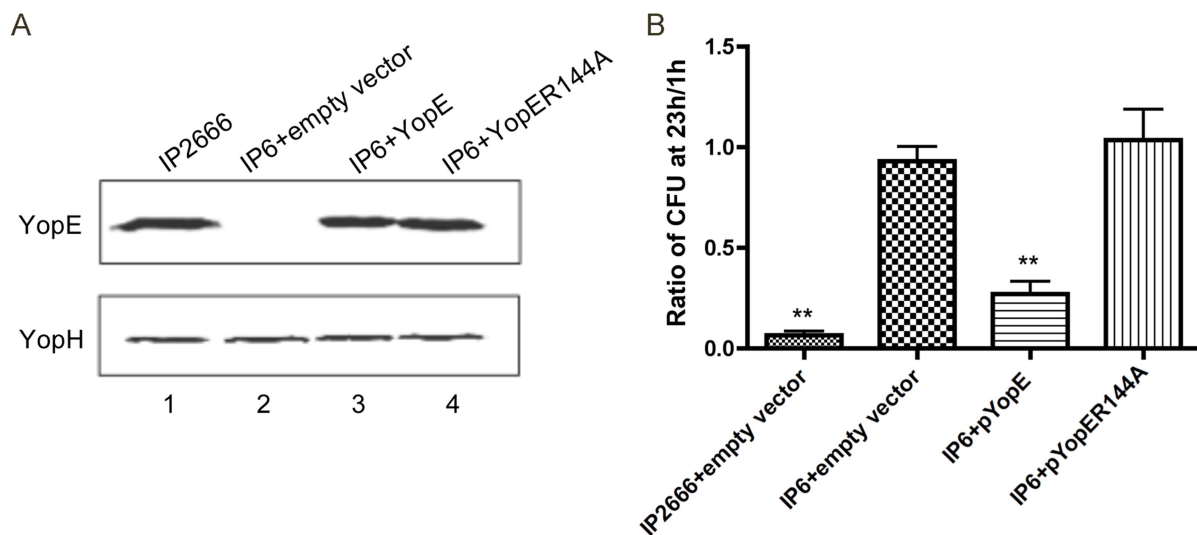 A
IP2666
IP6+empty vector
IP6+YopE
IP6+YopER144A
YopE
YopH
1 2 3 4
B
Ratio of CFU at 23h/1h
1.5
1.0
0.5
0.0
**
**
IP2666+empty vector
IP6+empty vector
IP6+pYopE
IP6+pYopER144A